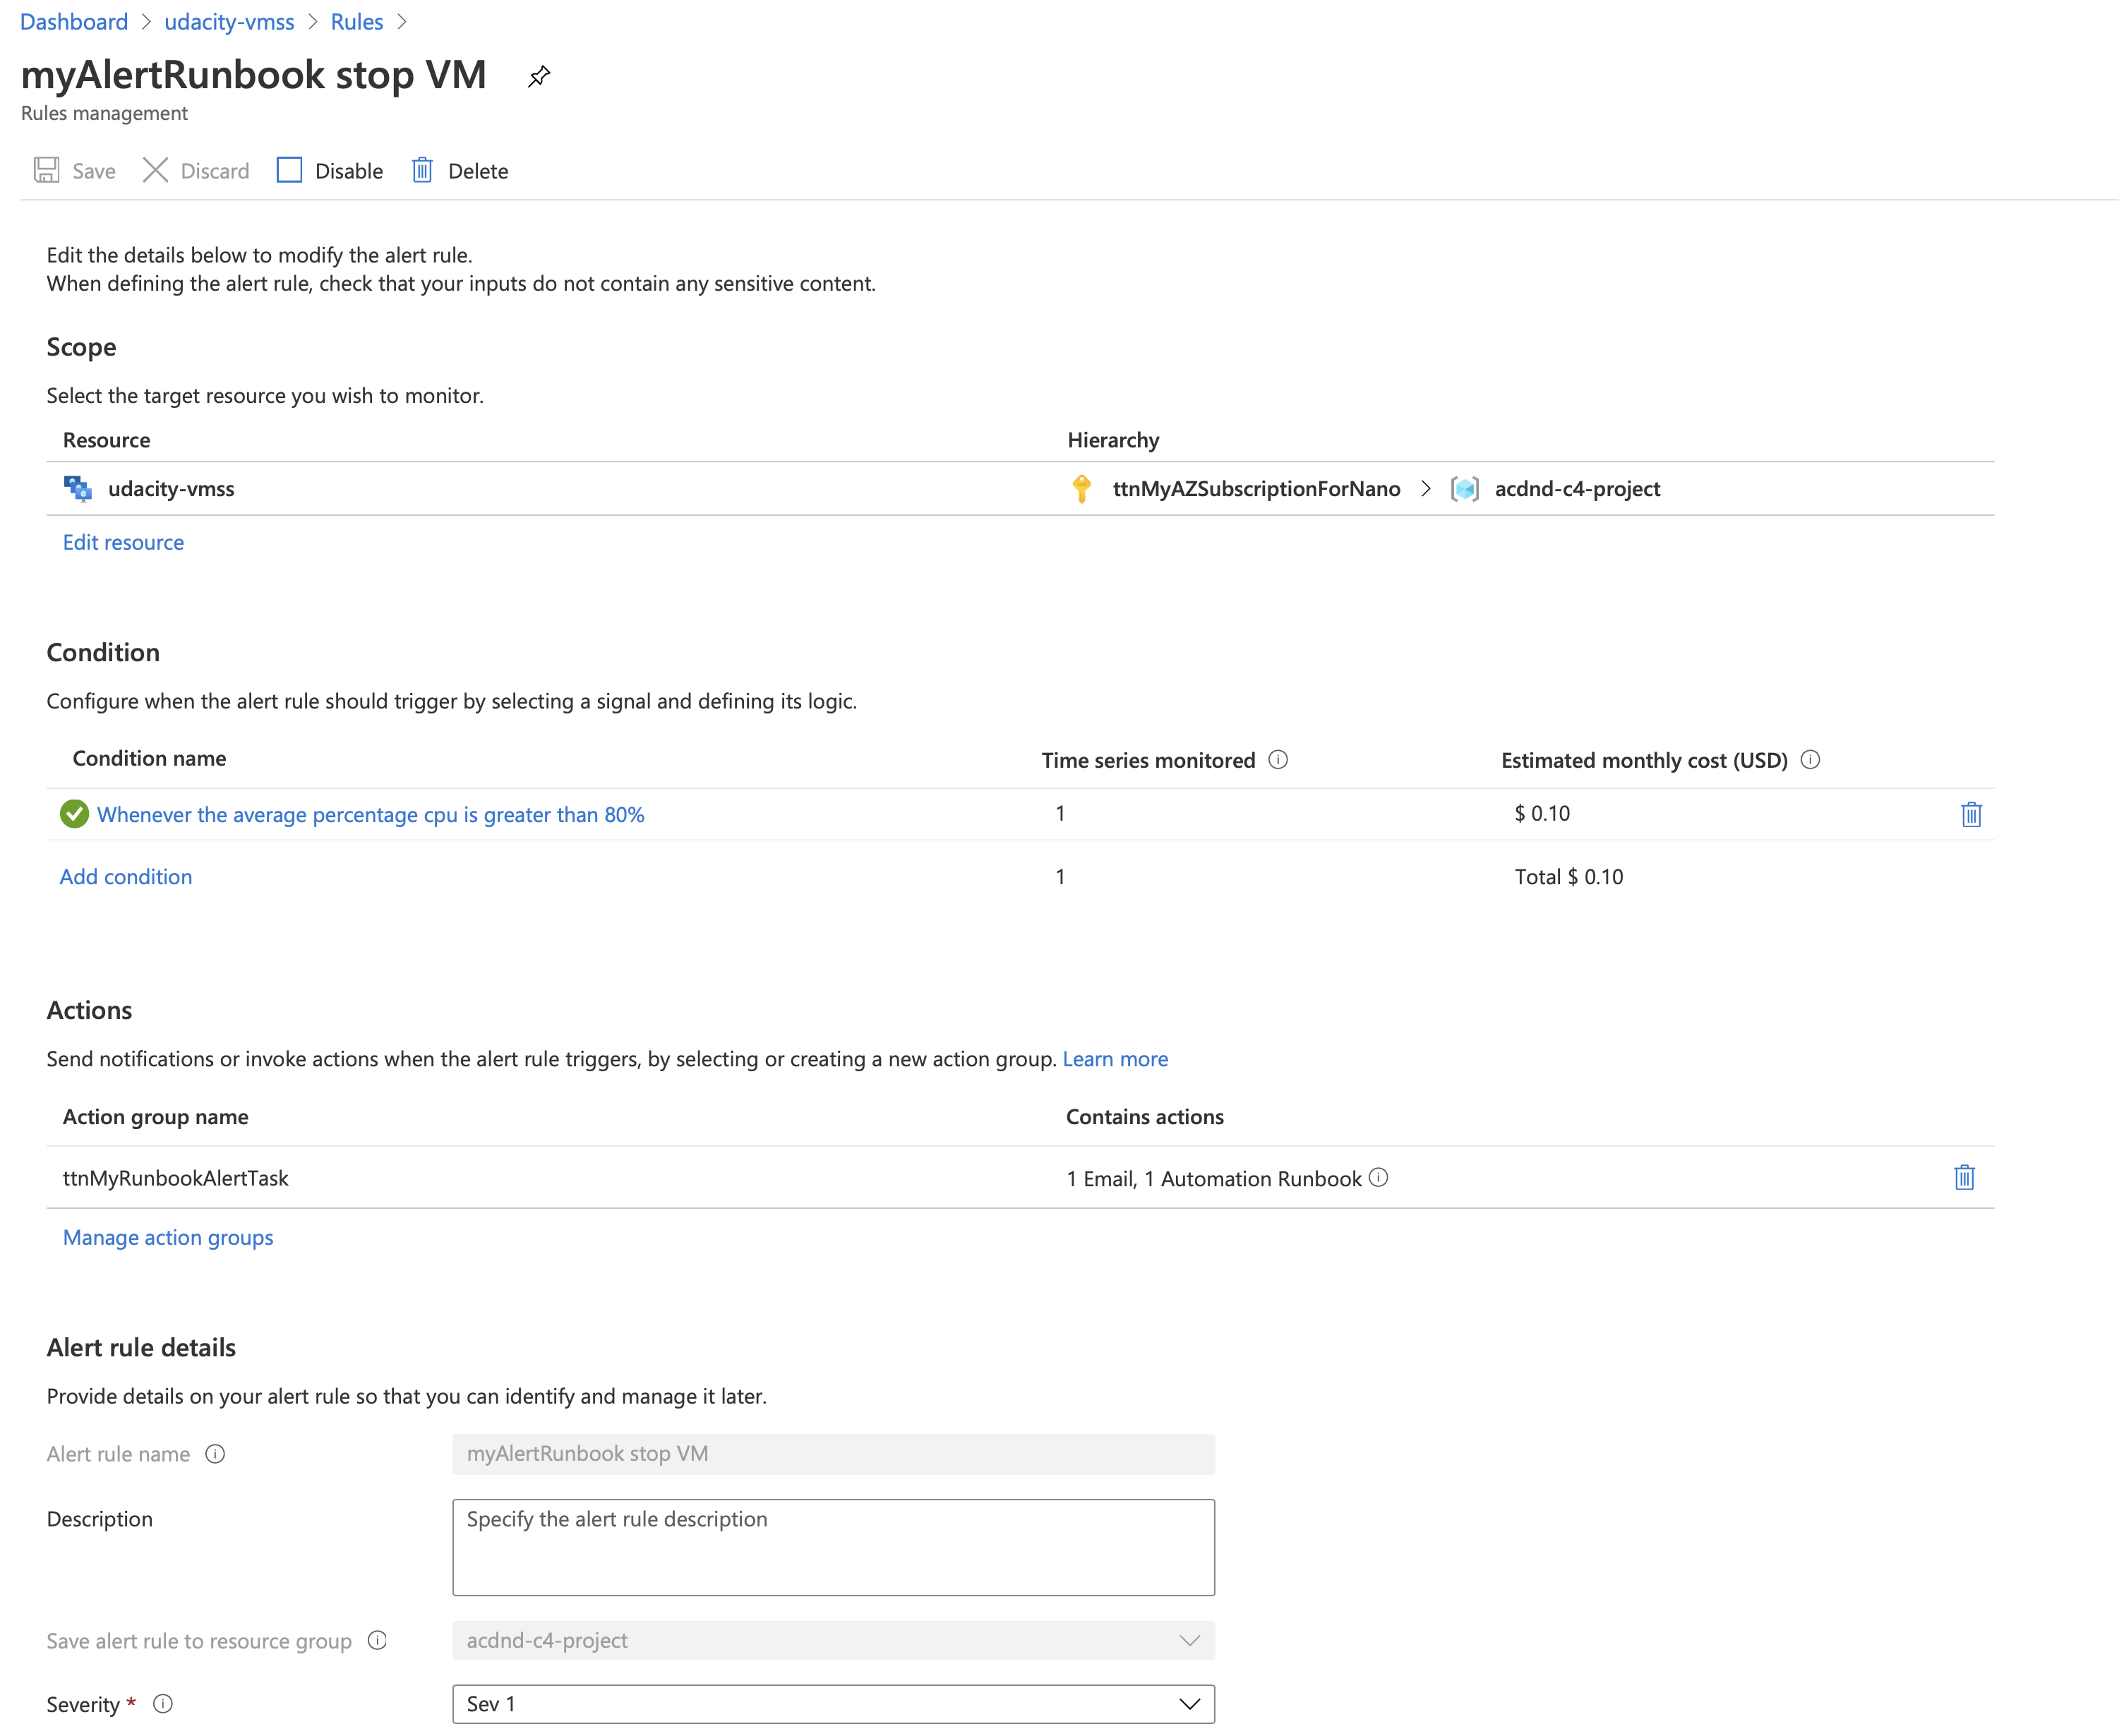 Dashboard > udacity-vmss > Rules >
myAlertRunbook stop VM
Rules management
Save Discard Disable Delete
Edit the details below to modify the alert rule.
When defining the alert rule, check that your inputs do not contain any sensitive content.
Scope
Select the target resource you wish to monitor.
Resource Hierarchy
udacity-vmss ttnMyAZSubscriptionForNano > acdnd-c4-project
Edit resource
Condition
Configure when the alert rule should trigger by selecting a signal and defining its logic.
Condition name Time series monitored Estimated monthly cost (USD)
Whenever the average percentage cpu is greater than 80% 1 $ 0.10
Add condition 1 Total $ 0.10
Actions
Send notifications or invoke actions when the alert rule triggers, by selecting or creating a new action group. Learn more
Action group name Contains actions
ttnMyRunbookAlertTask 1 Email, 1 Automation Runbook
Manage action groups
Alert rule details
Provide details on your alert rule so that you can identify and manage it later.
Alert rule name myAlertRunbook stop VM
Description Specify the alert rule description
Save alert rule to resource group acdnd-c4-project
Severity * Sev 1